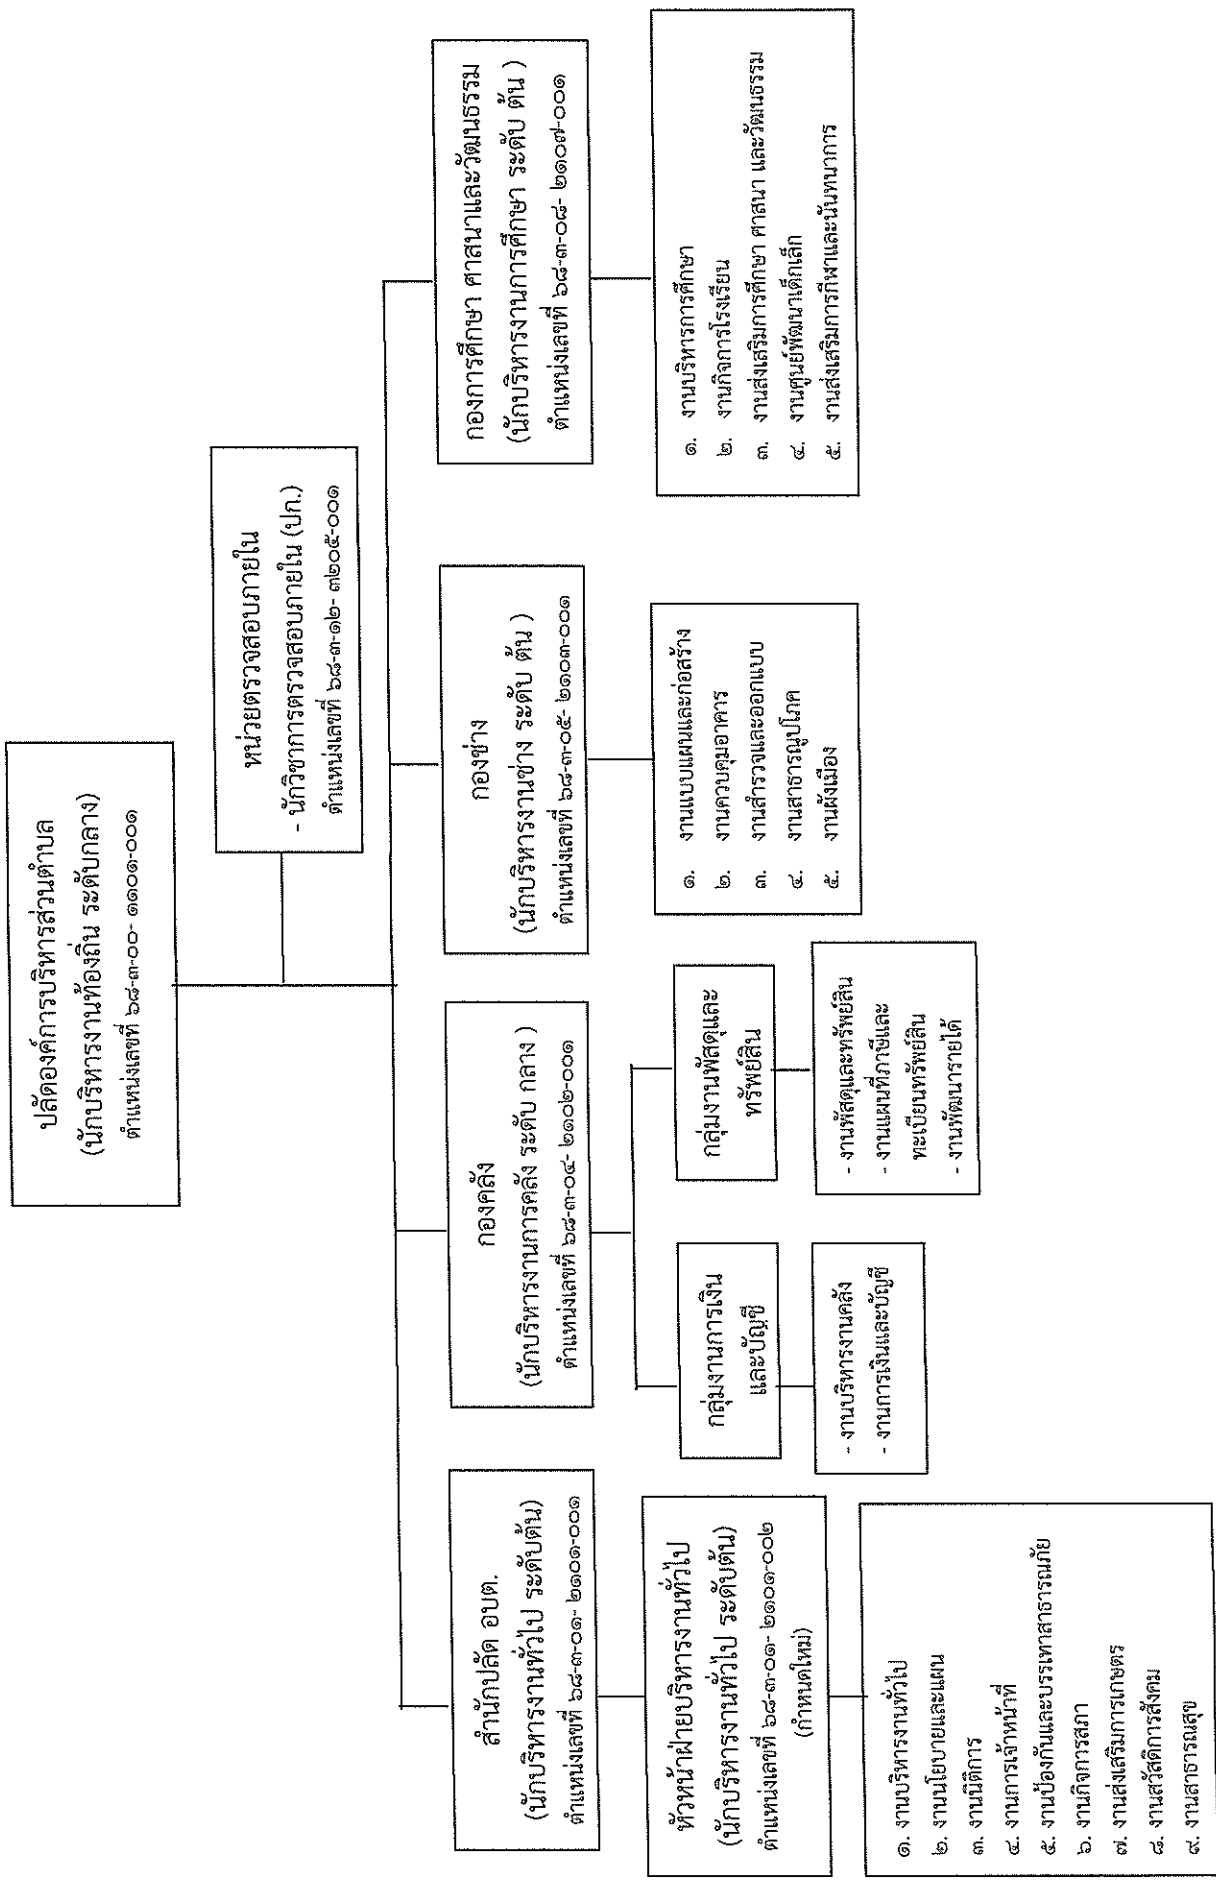 ปลัดองค์การบริหารส่วนตำบล
(นักบริหารงานท้องถิ่น ระดับกลาง)
ตำแหน่งเลขที่ ๖๘-๓-๐๐- ๑๑๐๑-๐๐๑
หน่วยตรวจสอบภายใน
- นักวิชาการตรวจสอบภายใน (ปก.)
ตำแหน่งเลขที่ ๖๘-๓-๑๒- ๓๒๐๕-๐๐๑
สำนักปลัด อบต.
(นักบริหารงานทั่วไป ระดับต้น)
ตำแหน่งเลขที่ ๖๘-๓-๐๑- ๒๑๐๑-๐๐๑
กองคลัง
(นักบริหารงานการคลัง ระดับ กลาง )
ตำแหน่งเลขที่ ๖๘-๓-๐๔- ๒๑๐๒-๐๐๑
กองช่าง
(นักบริหารงานช่าง ระดับ ต้น )
ตำแหน่งเลขที่ ๖๘-๓-๐๕- ๒๑๐๓-๐๐๑
กองการศึกษา ศาสนาและวัฒนธรรม
(นักบริหารงานการศึกษา ระดับ ต้น )
ตำแหน่งเลขที่ ๖๘-๓-๐๘- ๒๑๐๗-๐๐๑
หัวหน้าฝ่ายบริหารงานทั่วไป
(นักบริหารงานทั่วไป ระดับต้น)
ตำแหน่งเลขที่ ๖๘-๓-๐๑- ๒๑๐๑-๐๐๒
(กำหนดใหม่)
กลุ่มงานการเงิน
และบัญชี
กลุ่มงานพัสดุและ
ทรัพย์สิน
๑. งานแบบแผนและก่อสร้าง
๒. งานควบคุมอาคาร
๓. งานสำรวจและออกแบบ
๔. งานสาธารณูปโภค
๕. งานผังเมือง
๑. งานบริหารการศึกษา
๒. งานกิจการโรงเรียน
๓. งานส่งเสริมการศึกษา ศาสนา และวัฒนธรรม
๔. งานศูนย์พัฒนาเด็กเล็ก
๕. งานส่งเสริมการกีฬาและนันทนาการ
๑. งานบริหารงานทั่วไป
๒. งานนโยบายและแผน
๓. งานนิติการ
๔. งานการเจ้าหน้าที่
๕. งานป้องกันและบรรเทาสาธารณภัย
๖. งานกิจการสภา
๗. งานส่งเสริมการเกษตร
๘. งานสวัสดิการสังคม
๙. งานสาธารณสุข
- งานบริหารงานคลัง
- งานการเงินและบัญชี
- งานพัสดุและทรัพย์สิน
- งานแผนที่ภาษีและ
ทะเบียนทรัพย์สิน
- งานพัฒนารายได้